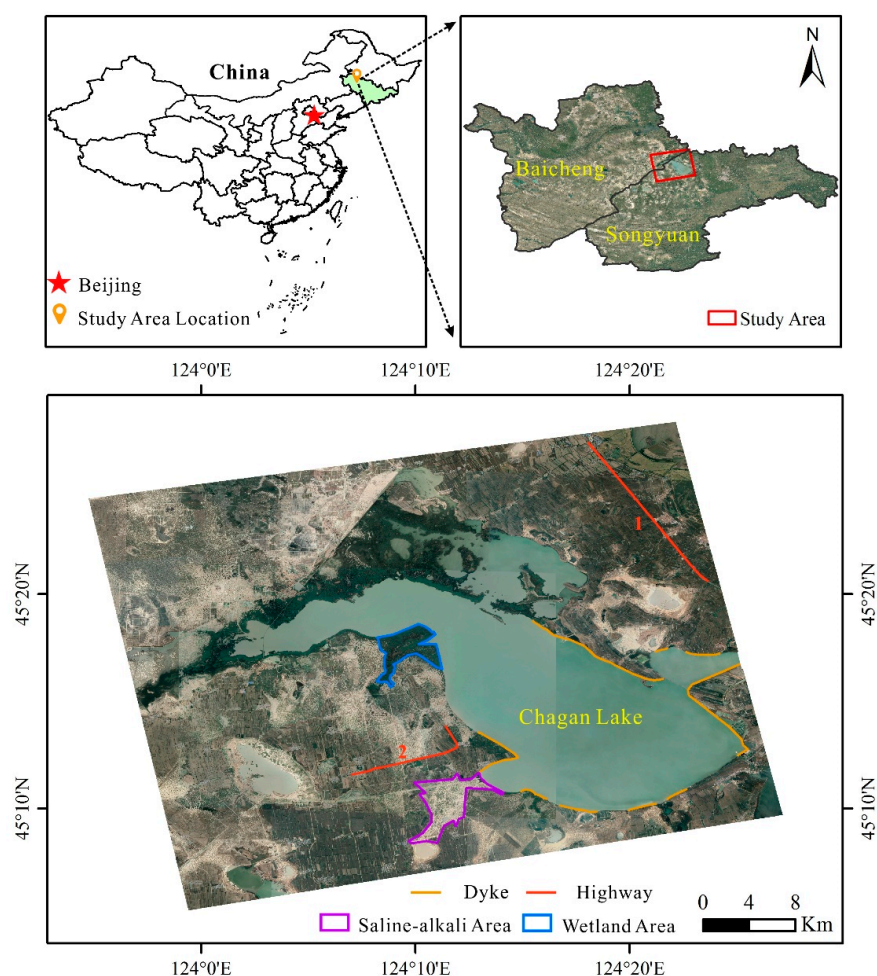 China
Beijing
Study Area Location
N
Baicheng
Songyuan
Study Area
124°0'E 124°10'E 124°20'E
45°20'N 45°20'N
45°10'N 45°10'N
1
Chagan Lake
2
Dyke Highway 0 4 8
Saline-alkali Area Wetland Area Km
124°0'E 124°10'E 124°20'E